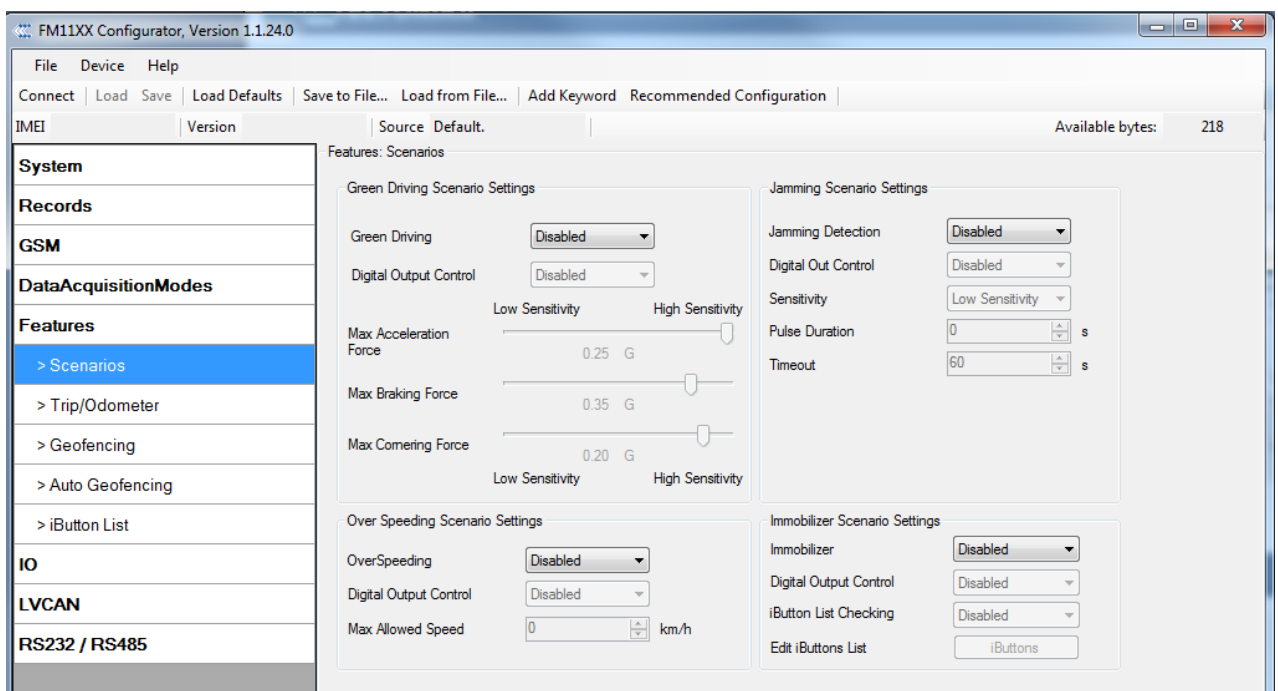 FM11XX Configurator, Version 1.1.24.0
File Device Help
Connect Load Save Load Defaults Save to File... Load from File... Add Keyword Recommended Configuration
IMEI Version Source Default. Available bytes: 218
System
Records
GSM
DataAcquisitionModes
Features
> Scenarios
> Trip/Odometer
> Geofencing
> Auto Geofencing
> iButton List
IO
LVCAN
RS232 / RS485
Features: Scenarios
Green Driving Scenario Settings
Green Driving Disabled
Digital Output Control Disabled
Low Sensitivity High Sensitivity
Max Acceleration
Force
0.25 G
Max Braking Force
0.35 G
Max Cornering Force
0.20 G
Low Sensitivity High Sensitivity
Jamming Scenario Settings
Jamming Detection Disabled
Digital Out Control Disabled
Sensitivity Low Sensitivity
Pulse Duration 0 s
Timeout 60 s
Over Speeding Scenario Settings
OverSpeeding Disabled
Digital Output Control Disabled
Max Allowed Speed 0 km/h
Immobilizer Scenario Settings
Immobilizer Disabled
Digital Output Control Disabled
iButton List Checking Disabled
Edit iButtons List iButtons